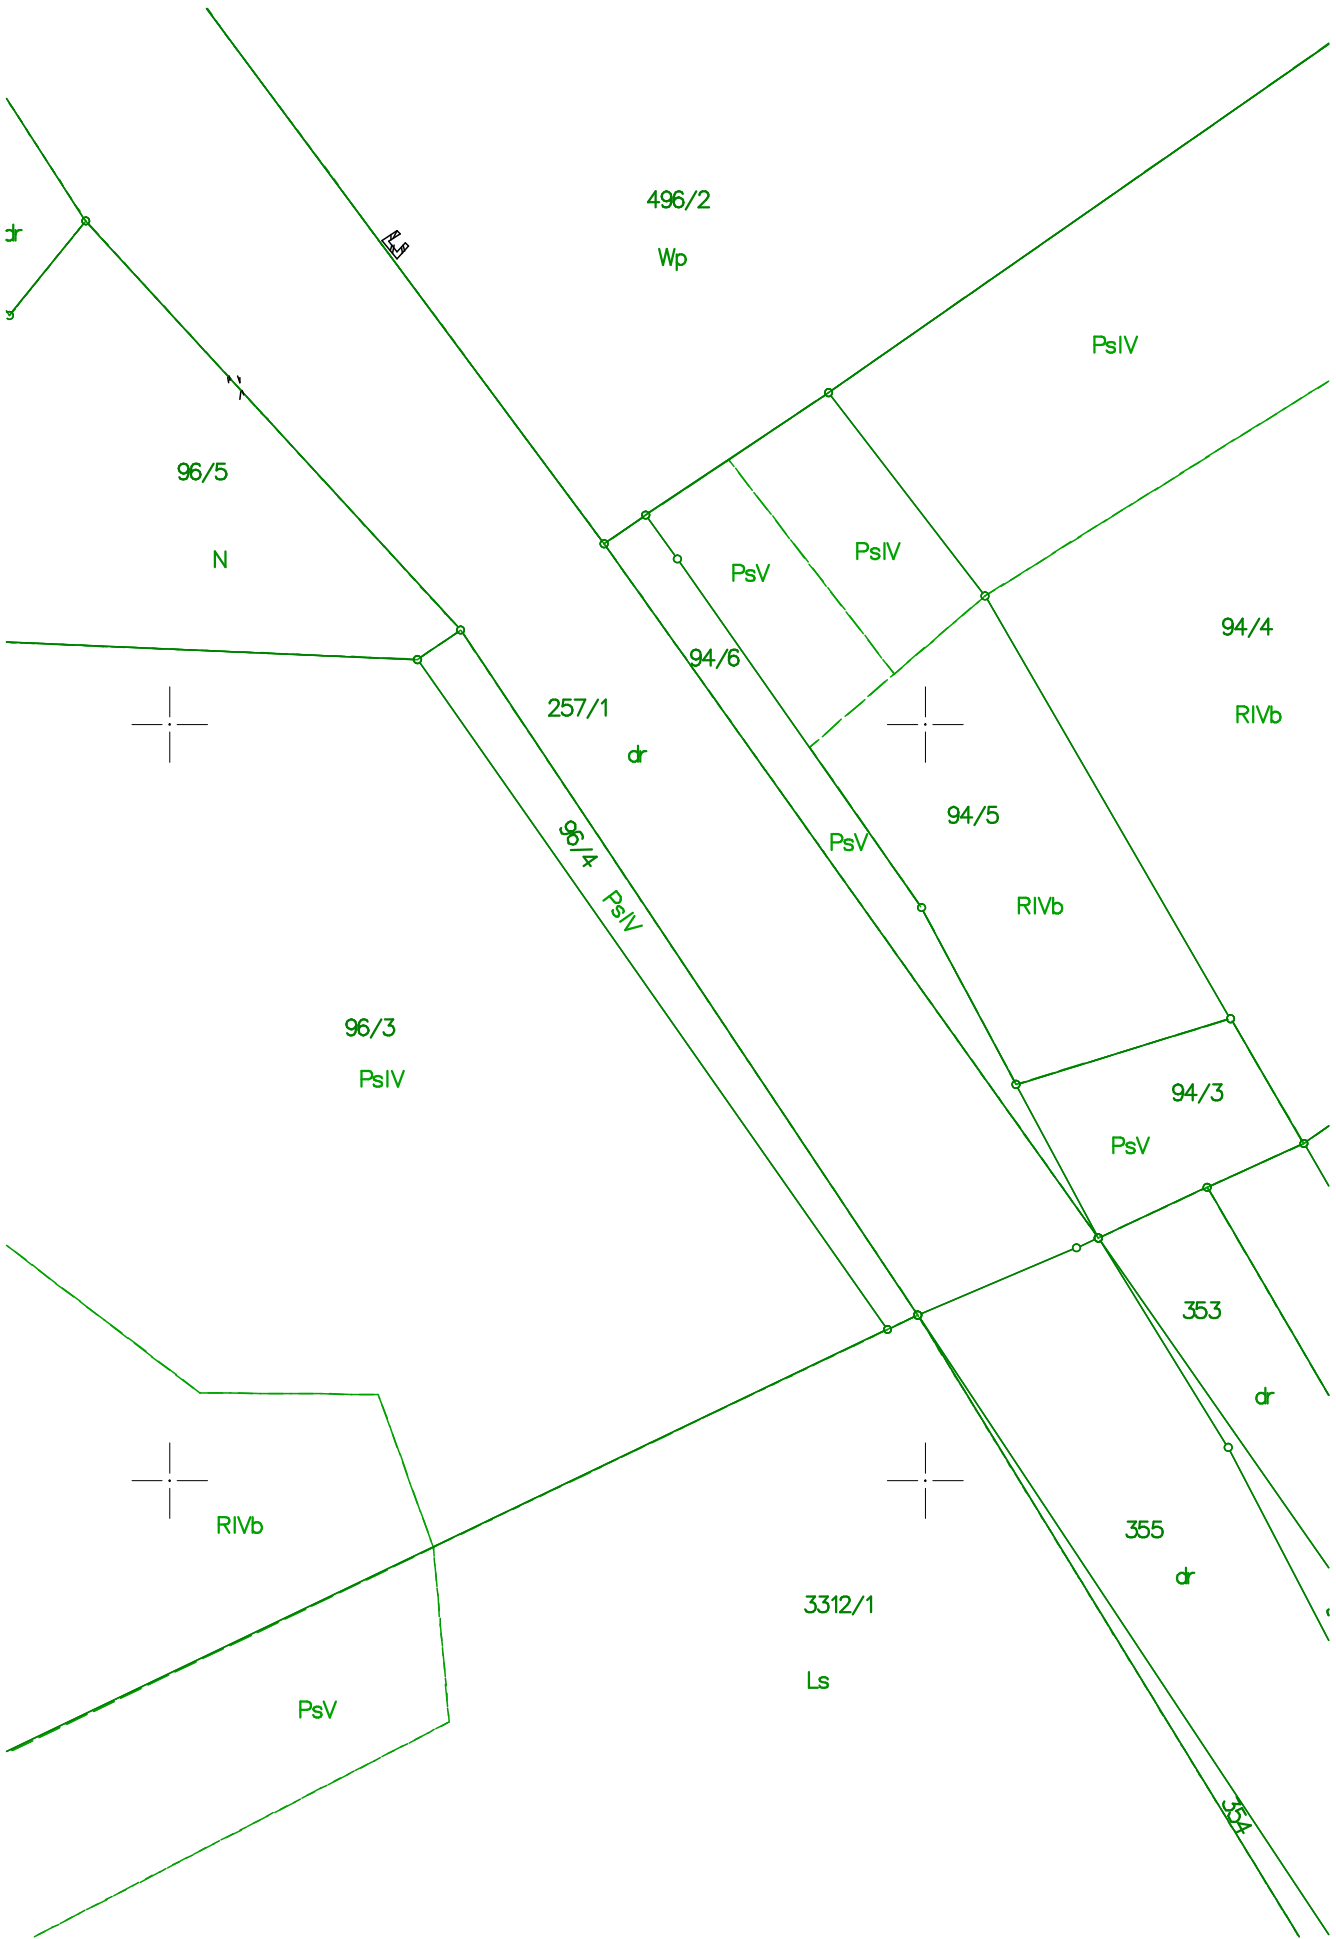 496/2
dr
Wp
PsIV
96/5
PsIV
N
PsV
94/4
94/6
257/1
RIVb
dr
94/5
96/4
PsV
PsIV
RIVb
96/3
PsIV
94/3
PsV
353
dr
RIVb
355
dr
3312/1
Ls
PsV
354